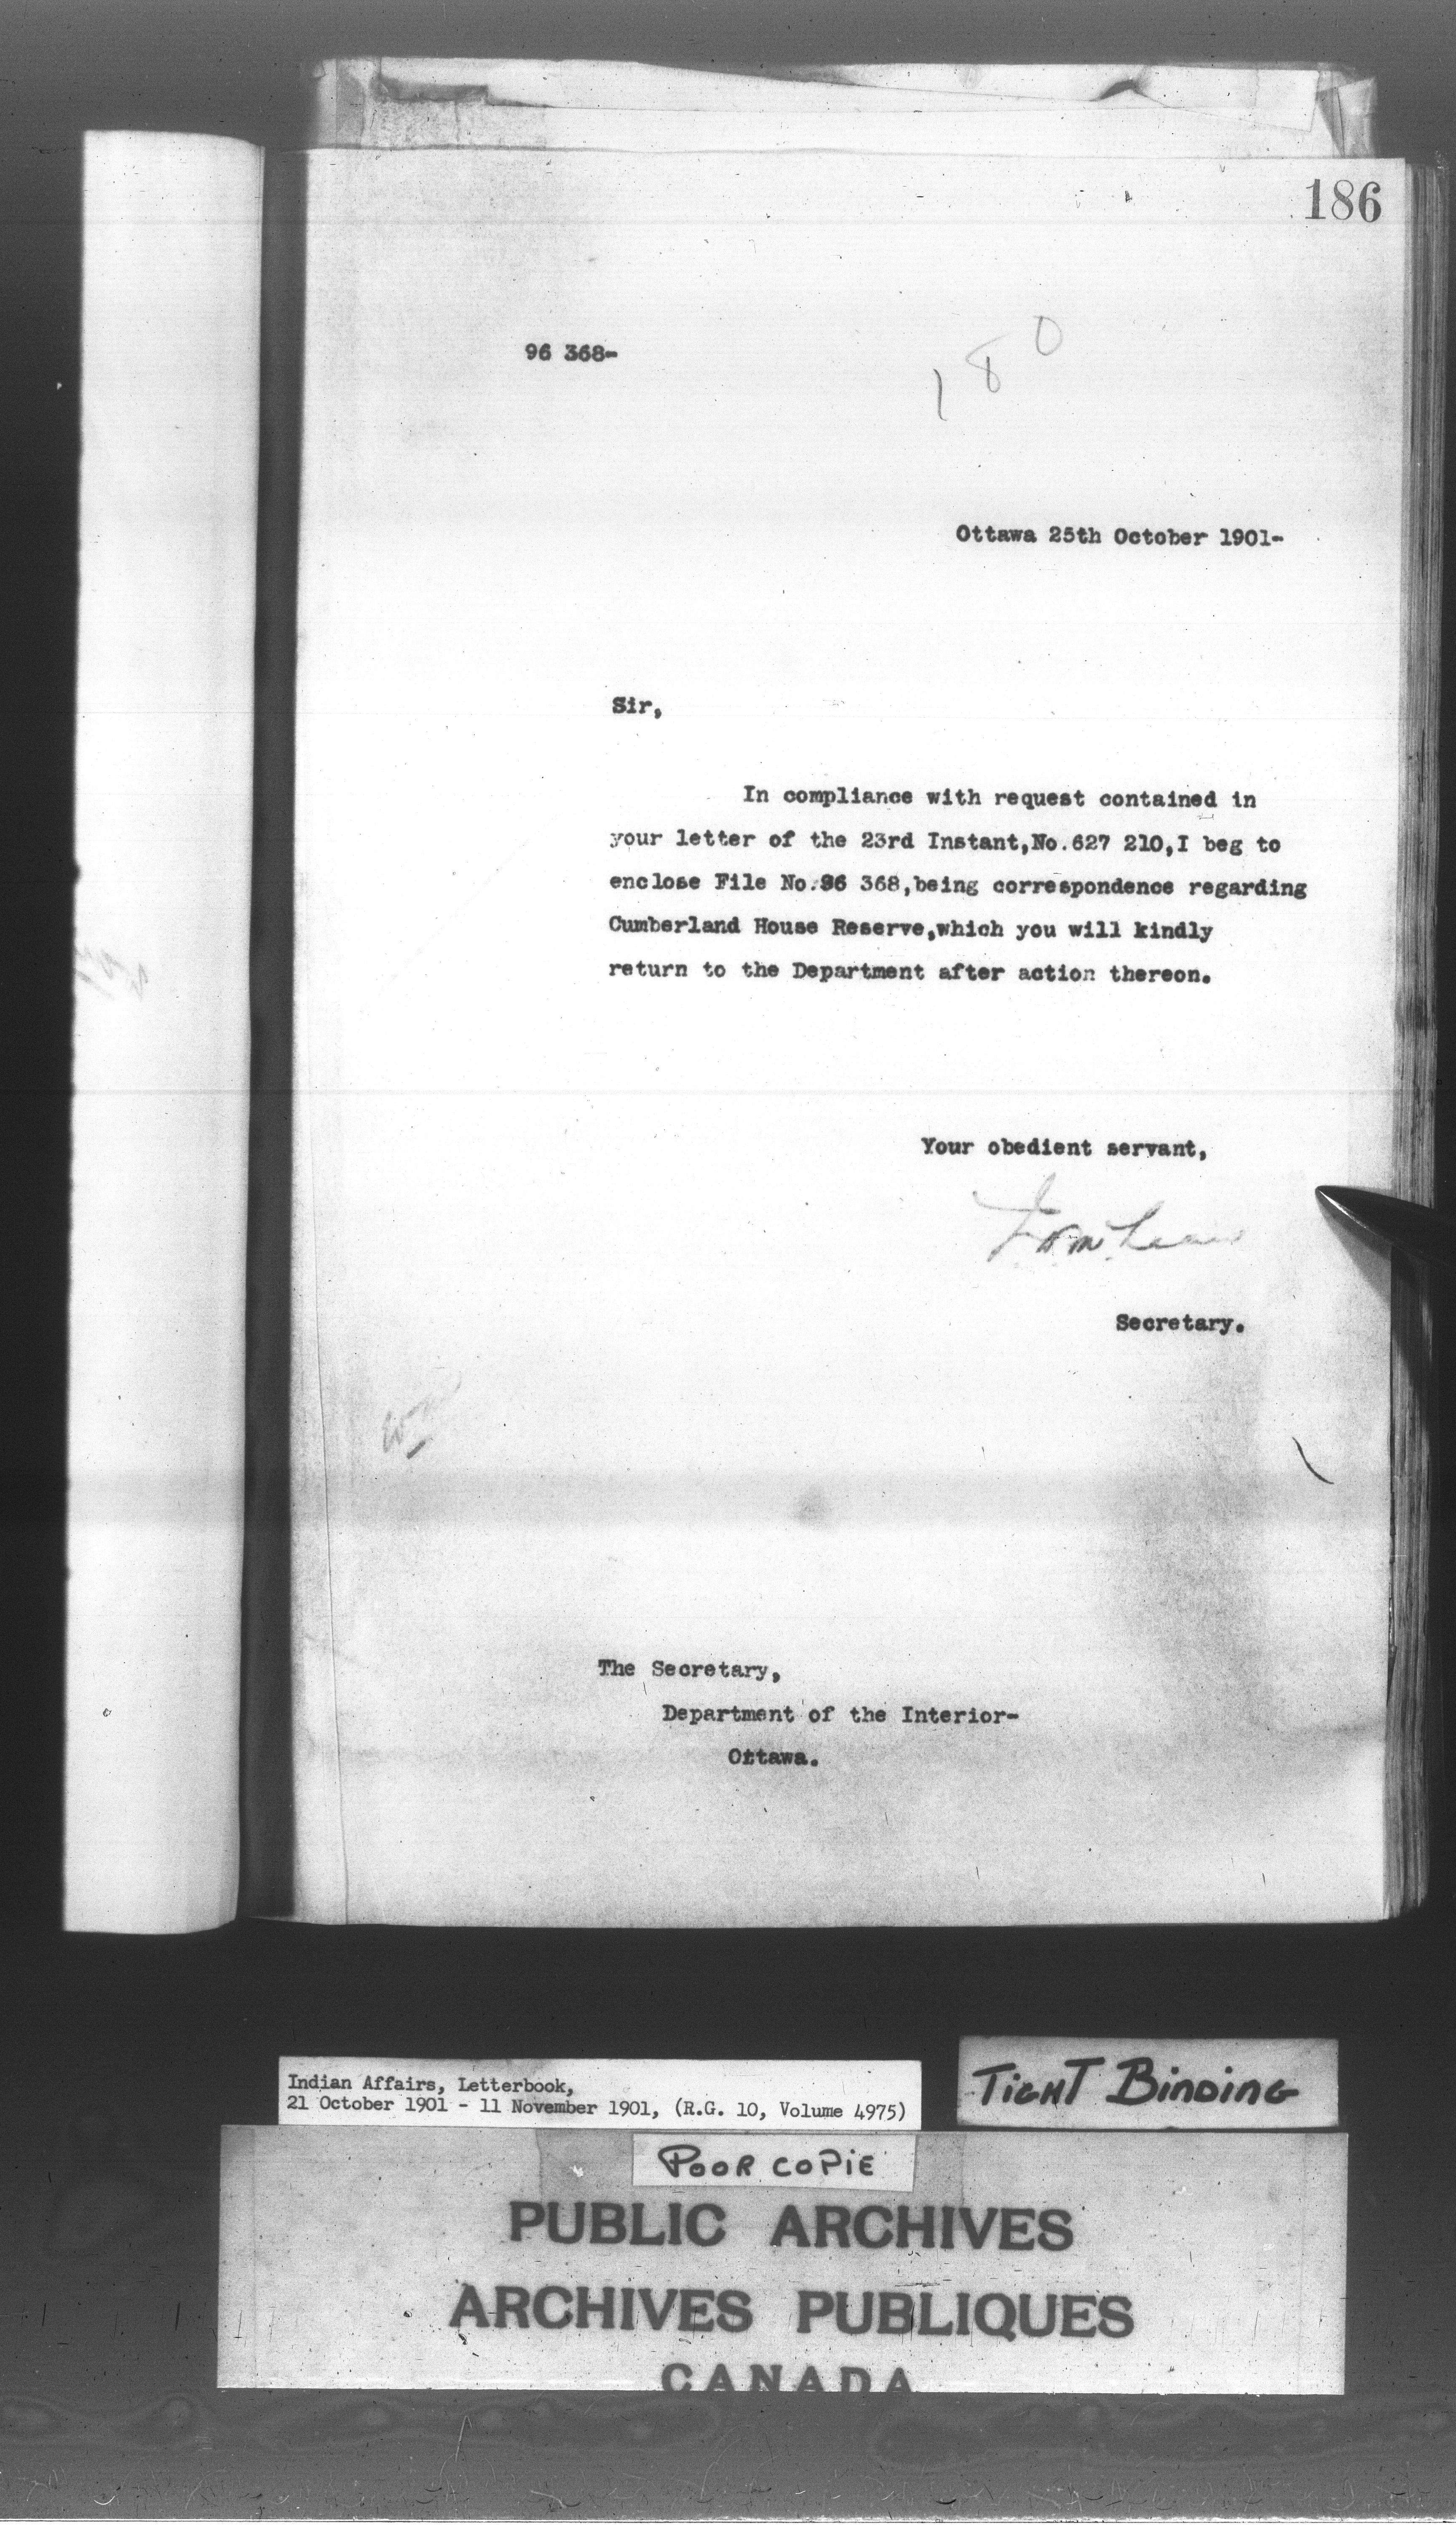 186
96 368-
180
Ottawa 25th October 1901-
Sir,
In compliance with request contained in
your letter of the 23rd Instant,No.627 210,I beg to
enclose File No.96 368,being correspondence regarding
Cumberland House Reserve,which you will kindly
return to the Department after action thereon.
Your obedient servant,
Secretary.
The Secretary,
Department of the Interior-
Ottawa.
Indian Affairs, Letterbook,
21 October 1901 - 11 November 1901, (R.G. 10, Volume 4975)
TIGHT BINDING
POOR COPIE
PUBLIC ARCHIVES
ARCHIVES PUBLIQUES
CANADA